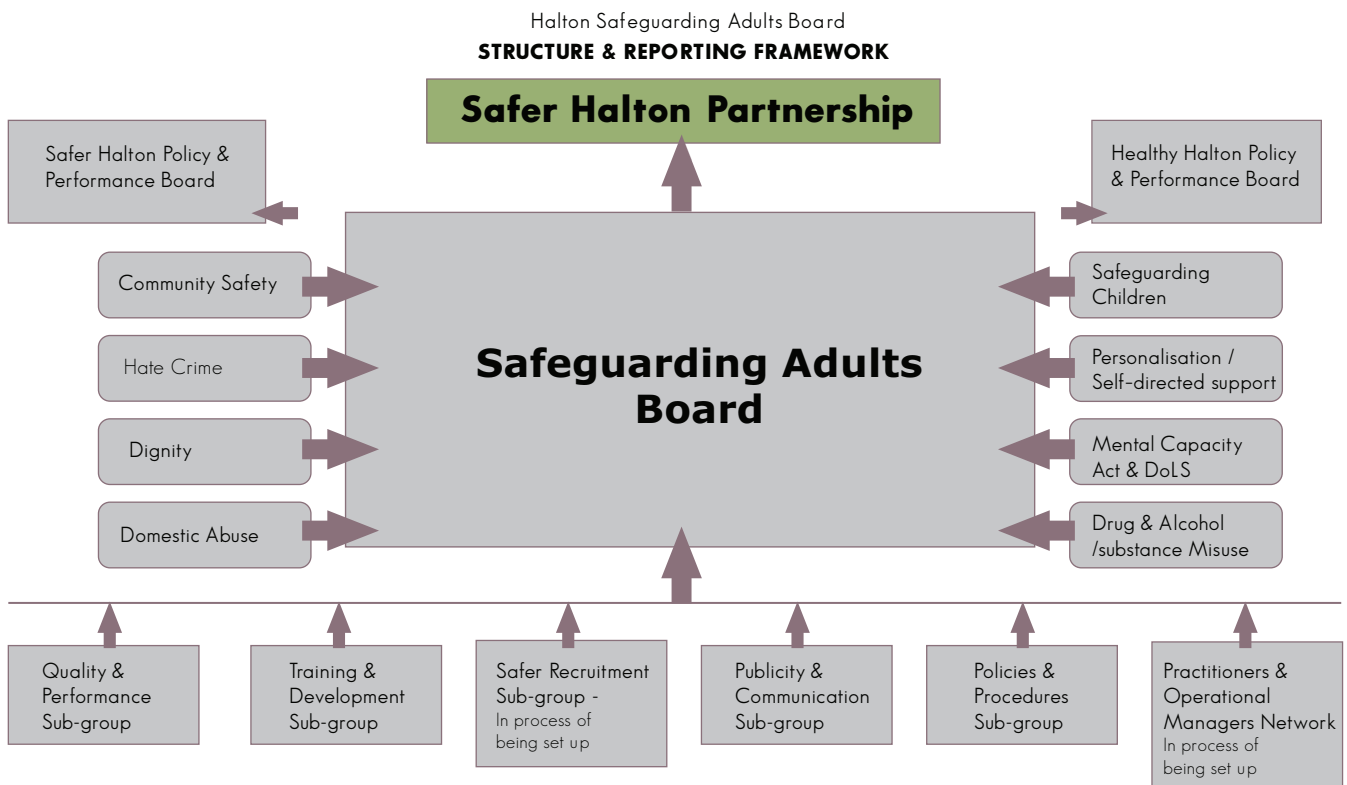 Halton Safeguarding Adults Board
STRUCTURE & REPORTING FRAMEWORK
Safer Halton Partnership
Safer Halton Policy &
Performance Board
Healthy Halton Policy
& Performance Board
Community Safety
Hate Crime
Dignity
Domestic Abuse
Safeguarding Adults
Board
Safeguarding
Children
Personalisation /
Self-directed support
Mental Capacity
Act & DoLS
Drug & Alcohol
/substance Misuse
Quality &
Performance
Sub-group
Training &
Development
Sub-group
Safer Recruitment
Sub-group -
In process of
being set up
Publicity &
Communication
Sub-group
Policies &
Procedures
Sub-group
Practitioners &
Operational
Managers Network
In process of
being set up